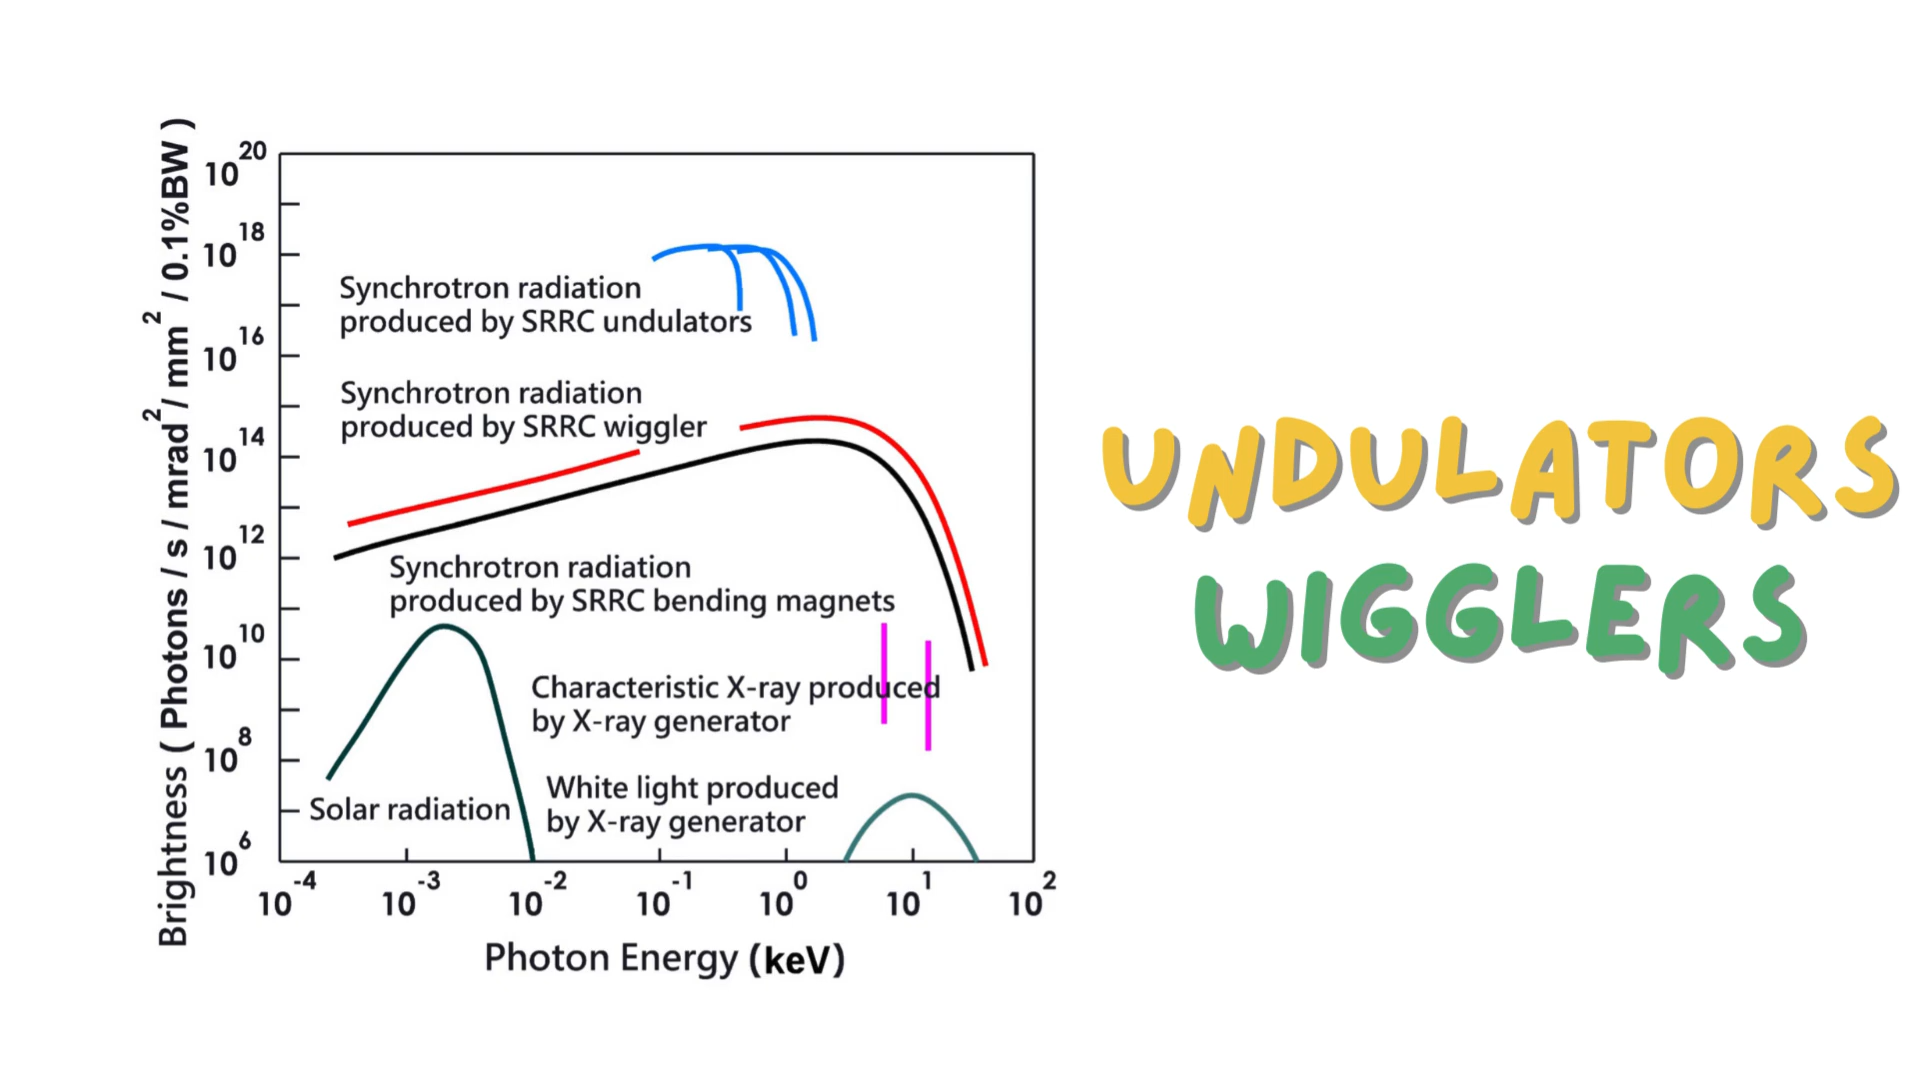 Brightness ( Photons / s / mrad² / mm² / 0.1%BW )
10²⁰
10¹⁸
10¹⁶
10¹⁴
10¹²
10¹⁰
10⁸
10⁶
Synchrotron radiation
produced by SRRC undulators
Synchrotron radiation
produced by SRRC wiggler
Synchrotron radiation
produced by SRRC bending magnets
Characteristic X-ray produced
by X-ray generator
White light produced
by X-ray generator
Solar radiation
10⁻⁴ 10⁻³ 10⁻² 10⁻¹ 10⁰ 10¹ 10²
Photon Energy (keV)
UNDULATORS
WIGGLERS